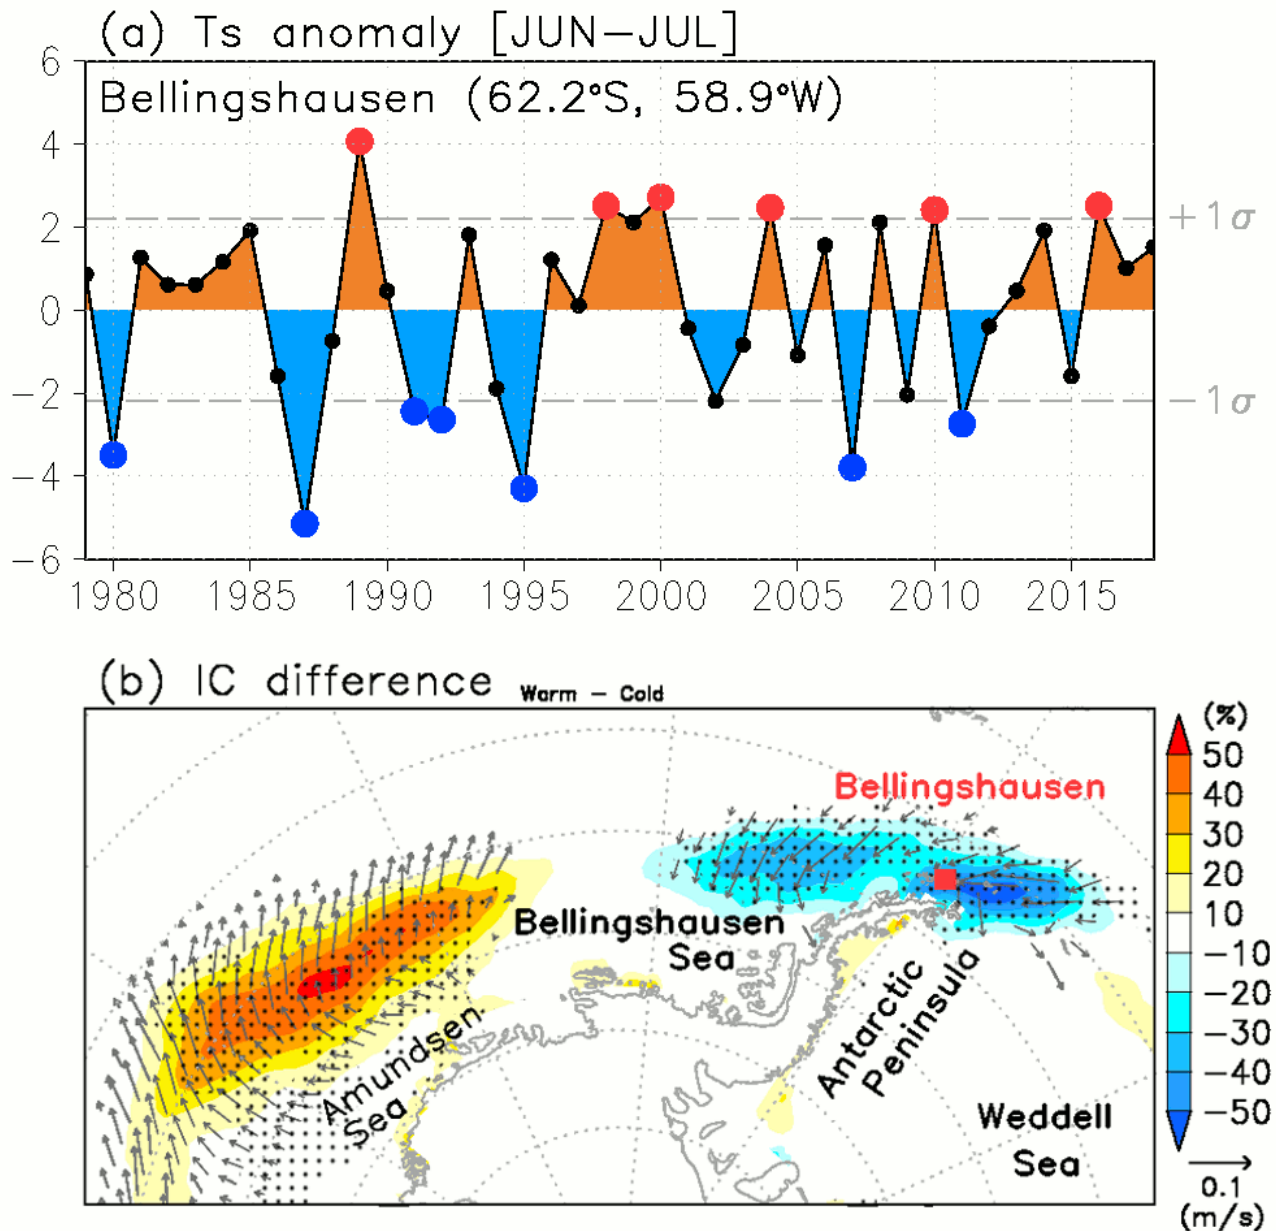 (a) Ts anomaly [JUN−JUL]
Bellingshausen (62.2°S, 58.9°W)
6
4
2
0
−2
−4
−6
+1σ
−1σ
1980 1985 1990 1995 2000 2005 2010 2015
(b) IC difference Warm − Cold
(%)
50
40
30
20
10
−10
−20
−30
−40
−50
0.1
(m/s)
Bellingshausen
Bellingshausen
Sea
Amundsen
Sea
Antarctic
Peninsula
Weddell
Sea